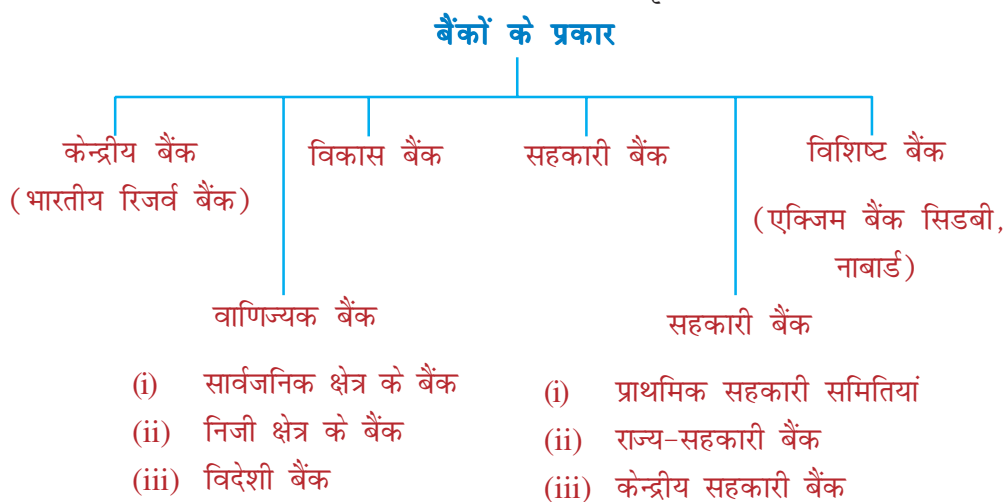 बैंकों के प्रकार
केन्द्रीय बैंक
(भारतीय रिजर्व बैंक)
विकास बैंक
सहकारी बैंक
विशिष्ट बैंक
(एक्जिम बैंक सिडबी,
नाबार्ड)
वाणिज्यक बैंक
(i) सार्वजनिक क्षेत्र के बैंक
(ii) निजी क्षेत्र के बैंक
(iii) विदेशी बैंक
सहकारी बैंक
(i) प्राथमिक सहकारी समितियां
(ii) राज्य-सहकारी बैंक
(iii) केन्द्रीय सहकारी बैंक